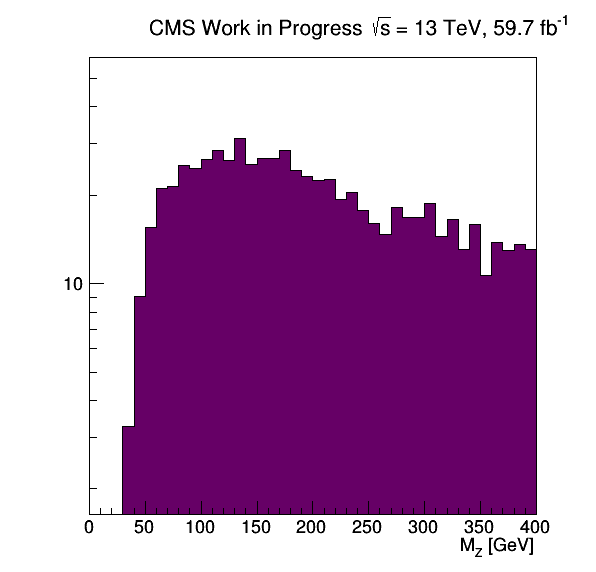 CMS Work in Progress √s = 13 TeV, 59.7 fb⁻¹
10
0 50 100 150 200 250 300 350 400
M_Z [GeV]